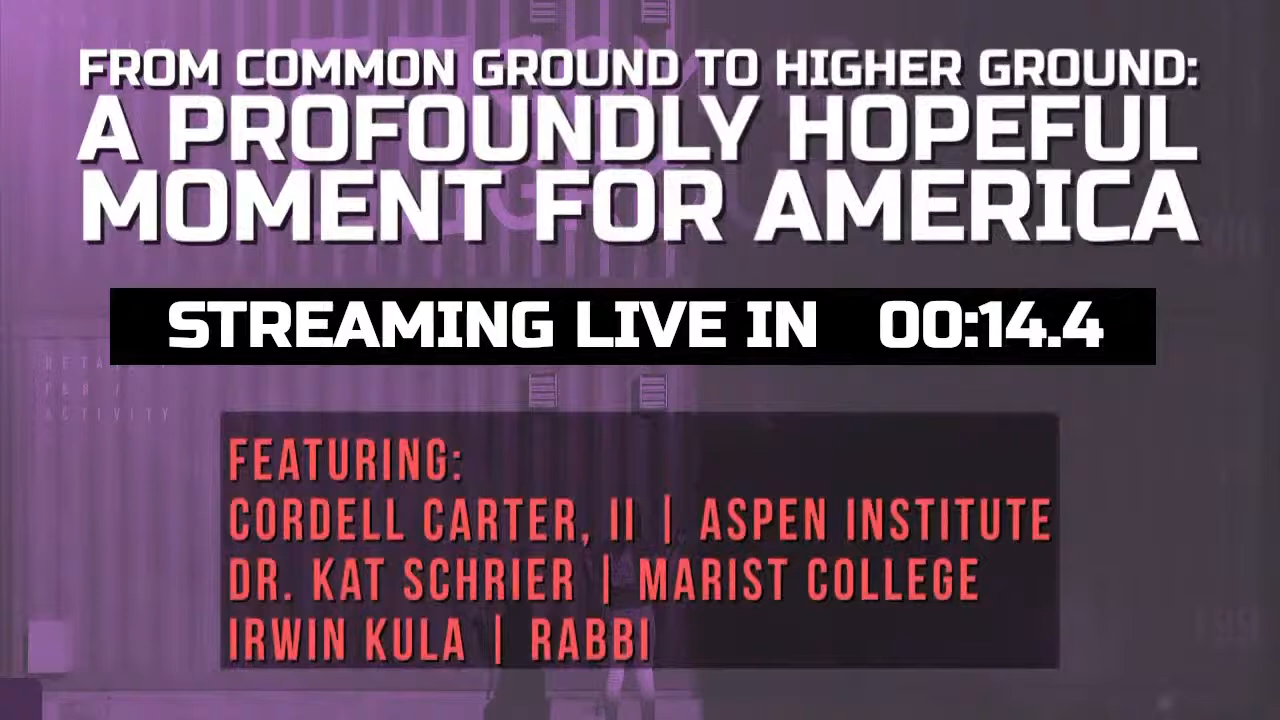 FROM COMMON GROUND TO HIGHER GROUND:
A PROFOUNDLY HOPEFUL
MOMENT FOR AMERICA
STREAMING LIVE IN 00:14.4
FEATURING:
CORDELL CARTER, II | ASPEN INSTITUTE
DR. KAT SCHRIER | MARIST COLLEGE
IRWIN KULA | RABBI